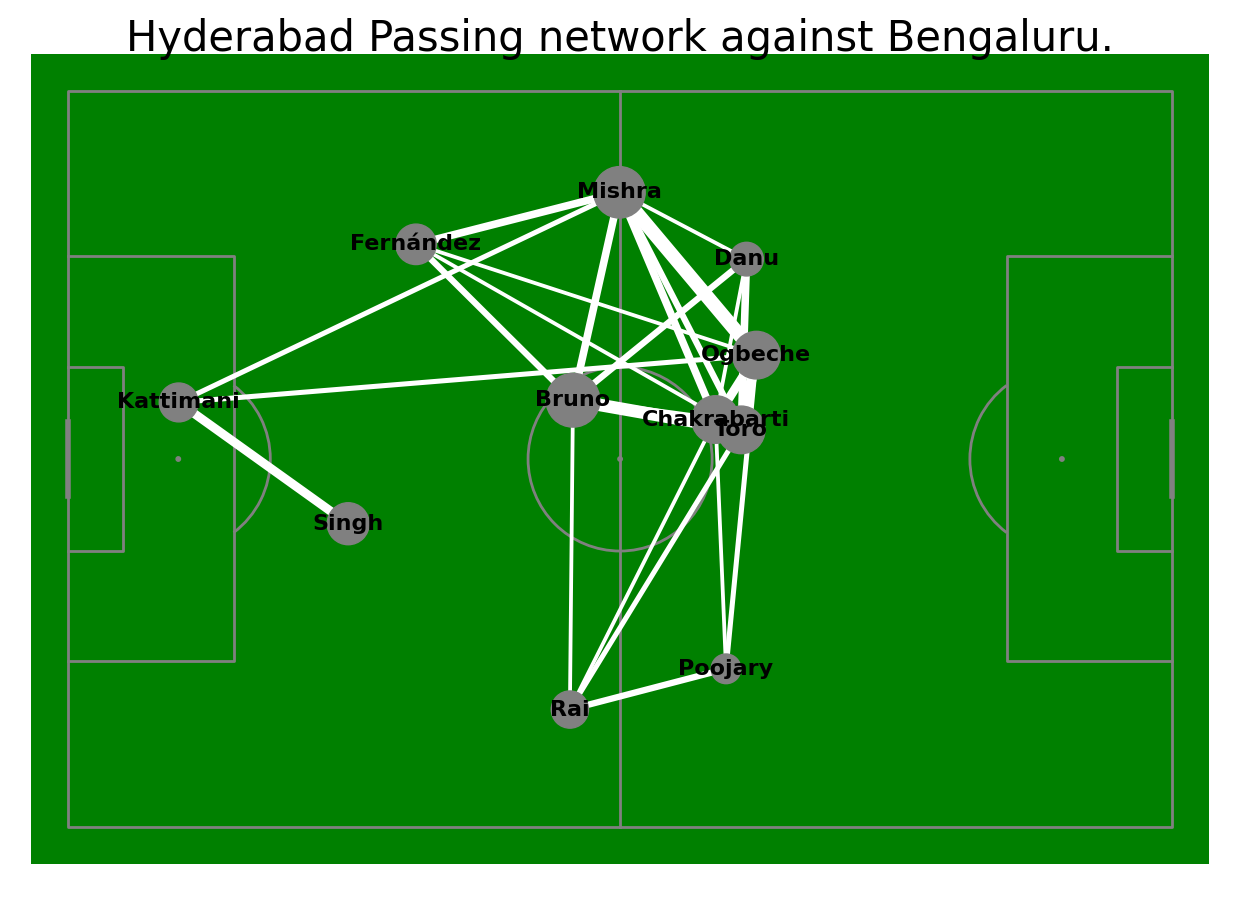 Hyderabad Passing network against Bengaluru.
Mishra
Fernández
Danu
Ogbeche
Kattimani
Bruno
Chakrabarti
Toro
Singh
Poojary
Rai